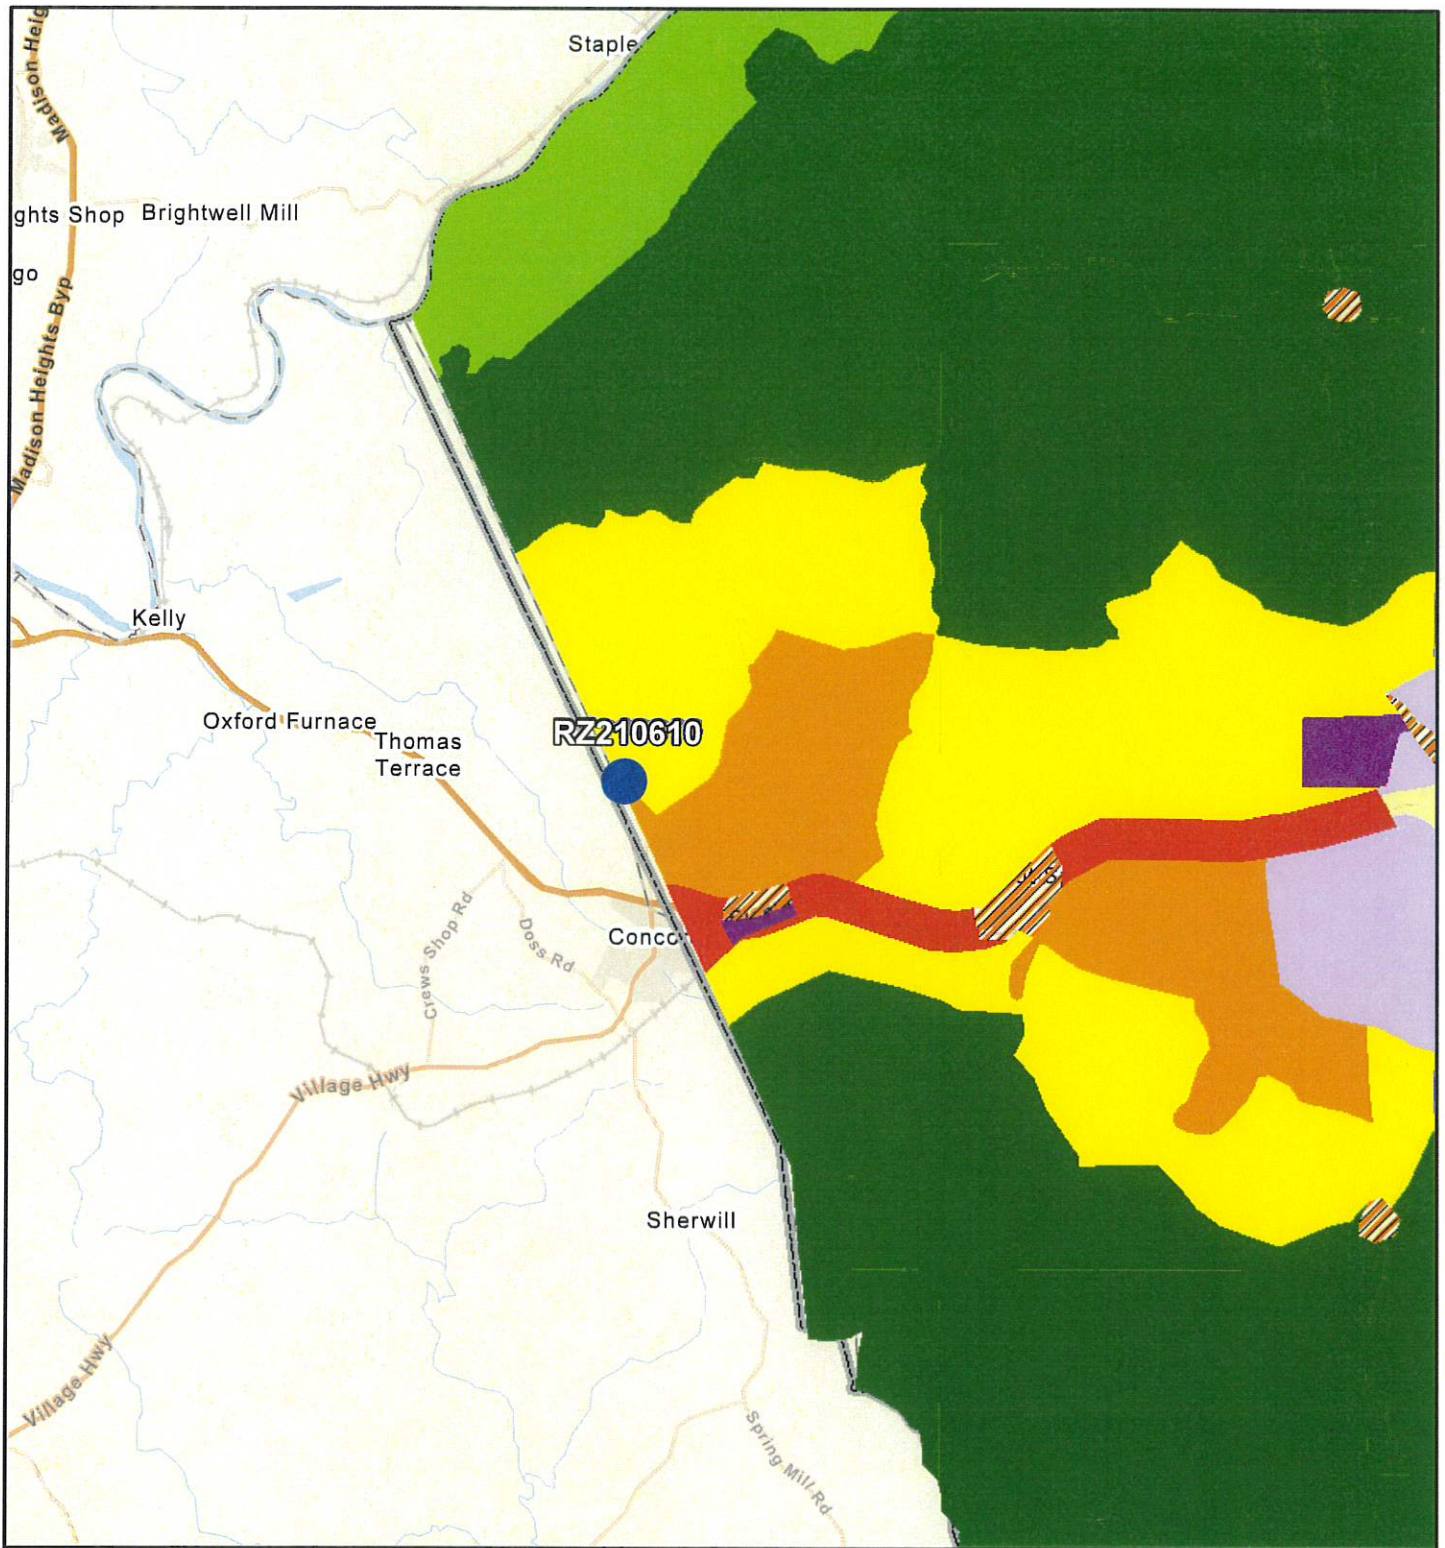 Madison Heig
Staple
ghts Shop
Brightwell Mill
go
Madison Heights Byp
Kelly
Oxford Furnace
Thomas
Terrace
RZ210610
Crews Shop Rd
Doss Rd
Conco
Village Hwy
Sherwill
Village Hwy
Spring Mill Rd